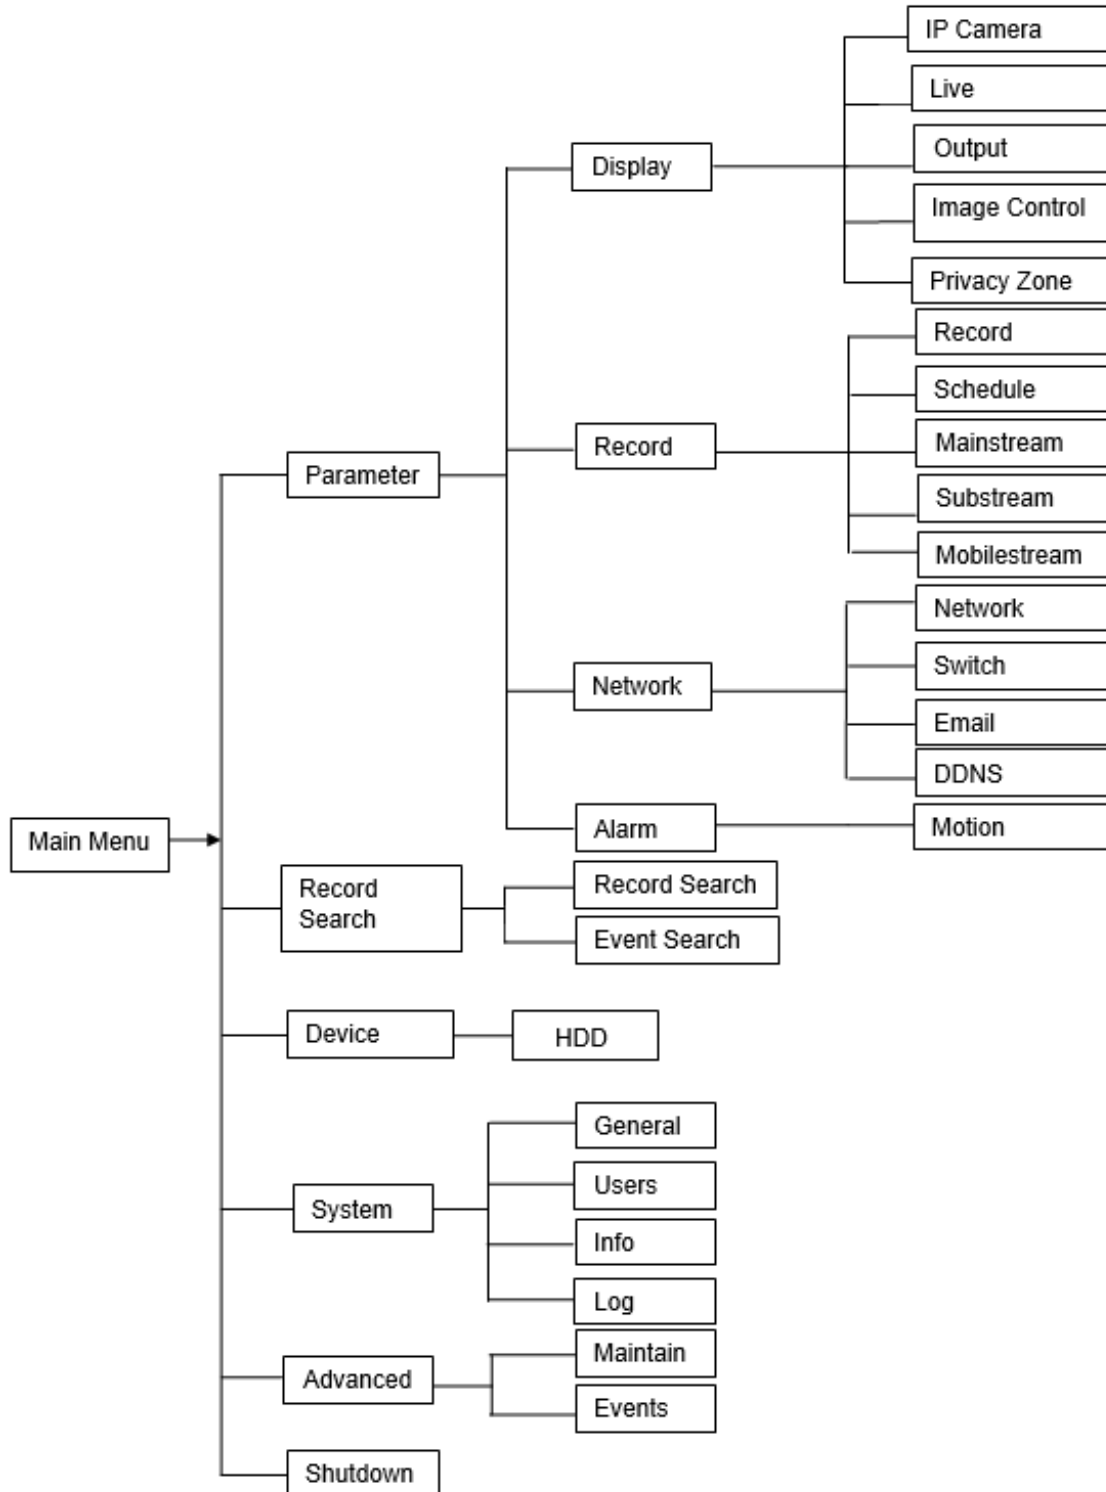 IP Camera
Live
Output
Display
Image Control
Privacy Zone
Record
Schedule
Record
Mainstream
Parameter
Substream
Mobilestream
Network
Switch
Network
Email
DDNS
Main Menu
Alarm
Motion
Record
Search
Record Search
Event Search
Device
HDD
General
Users
System
Info
Log
Maintain
Advanced
Events
Shutdown